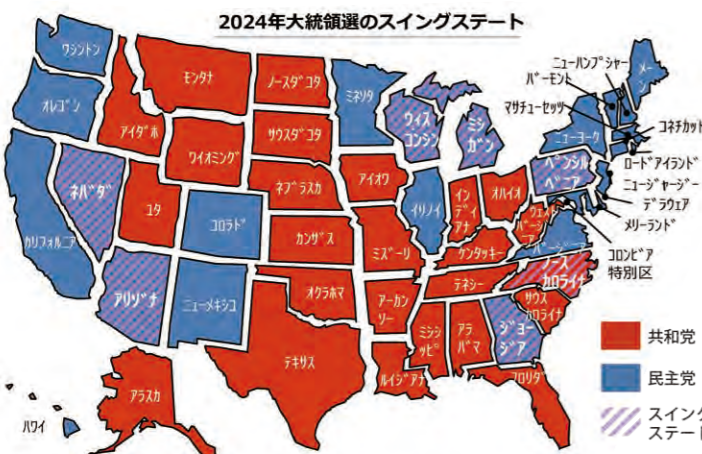 2024年大統領選のスイングステート
ワシントン
モンタナ
ノースダコタ
ミネソタ
ウィス
コンシン
ミシ
ガン
ニューハンプシャー
バーモント
メーン
マサチューセッツ
コネチカット
ニューヨーク
オレゴン
アイダホ
サウスダコタ
ワイオミング
ペンシル
ベニア
ロードアイランド
ニュージャージー
デラウェア
メリーランド
コロンビア
特別区
ネバダ
ユタ
コロラド
ネブラスカ
アイオワ
イリノイ
イン
ディ
アナ
オハイオ
ウェスト
バージ
ニア
バージニア
カリフォルニア
カンザス
ミズーリ
ケンタッキー
ノース
カロライナ
アリゾナ
ニューメキシコ
オクラホマ
アーカン
ソー
テネシー
サウス
カロライナ
テキサス
ルイジアナ
ミシシ
ッピ
アラ
バマ
ジョー
ジア
フロリダ
アラスカ
ハワイ
共和党
民主党
スイング
ステート